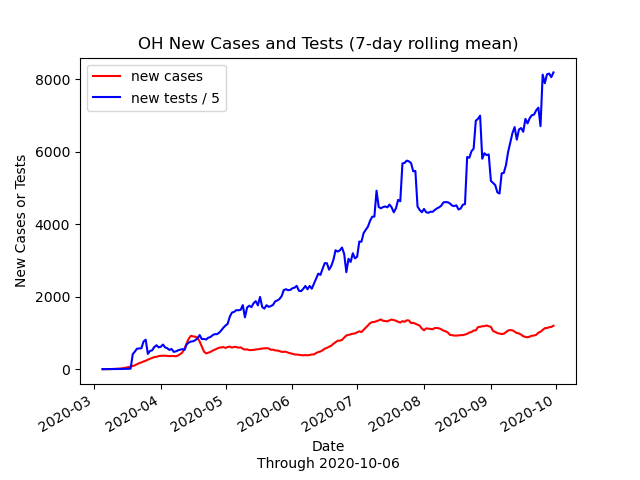 OH New Cases and Tests (7-day rolling mean)
new cases
new tests / 5
8000
6000
4000
2000
0
New Cases or Tests
2020-03
2020-04
2020-05
2020-06
2020-07
2020-08
2020-09
2020-10
Date
Through 2020-10-06